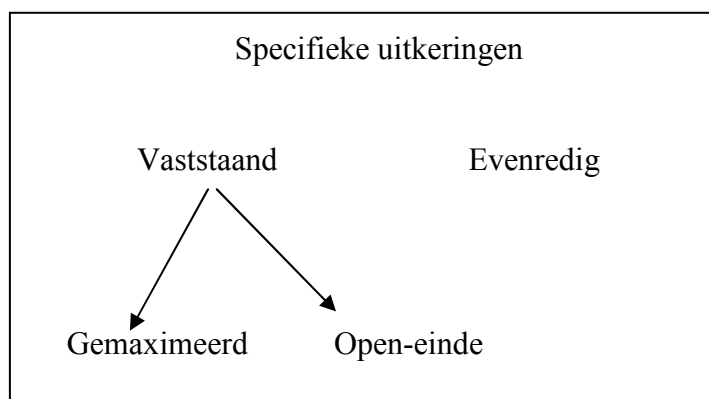 Specifieke uitkeringen
Vaststaand Evenredig
Gemaximeerd Open-einde